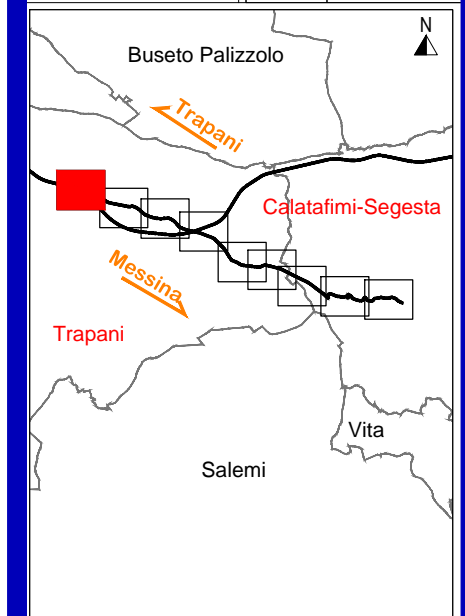 N
Buseto Palizzolo
Trapani
Calatafimi-Segesta
Messina
Trapani
Vita
Salemi